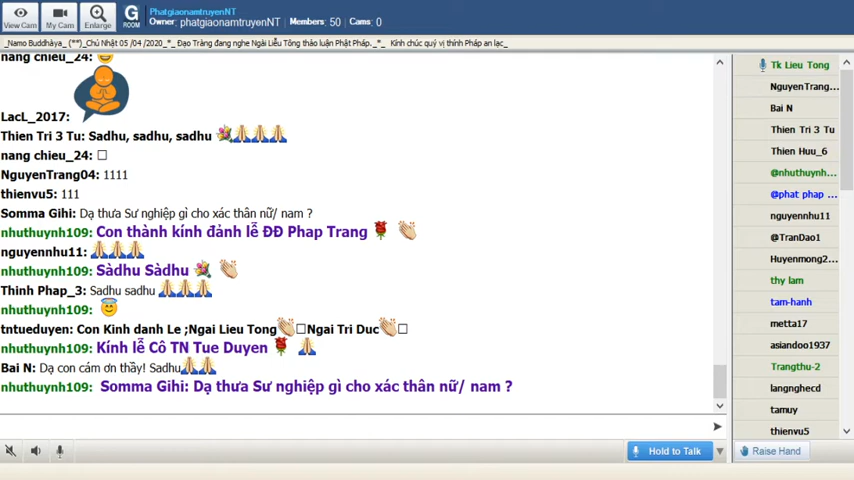 View Cam
My Cam
Enlarge
G
ROOM
PhatgiaonamtruyenNT
Owner: phatgiaonamtruyenNT | Members: 50 | Cams: 0
_Namo Buddhàya_ (**)_Chủ Nhật 05 /04 /2020_*_ Đạo Tràng đang nghe Ngài Liễu Tông thảo luận Phật Pháp._*_ Kính chúc quý vị thính Pháp an lạc_
nang chieu_24:
LacL_2017:
Thien Tri 3 Tu: Sadhu, sadhu, sadhu
nang chieu_24:
NguyenTrang04: 1111
thienvu5: 111
Somma Gihi: Dạ thưa Sư nghiệp gì cho xác thân nữ/ nam ?
nhuthuynh109: Con thành kính đảnh lễ ĐĐ Phap Trang
nguyennhu11:
nhuthuynh109: Sàdhu Sàdhu
Thinh Phap_3: Sadhu sadhu
nhuthuynh109:
tntueduyen: Con Kinh danh Le ;Ngai Lieu Tong Ngai Tri Duc
nhuthuynh109: Kính lễ Cô TN Tue Duyen
Bai N: Dạ con cám ơn thầy! Sadhu
nhuthuynh109: Somma Gihi: Dạ thưa Sư nghiệp gì cho xác thân nữ/ nam ?
Hold to Talk
Tk Lieu Tong
NguyenTrang...
Bai N
Thien Tri 3 Tu
Thien Huu_6
@nhuthuynh...
@phat phap ...
nguyennhu11
@TranDao1
Huyenmong2...
thy lam
tam-hanh
metta17
asiandoo1937
Trangthu-2
langnghecd
tamuy
thienvu5
Raise Hand